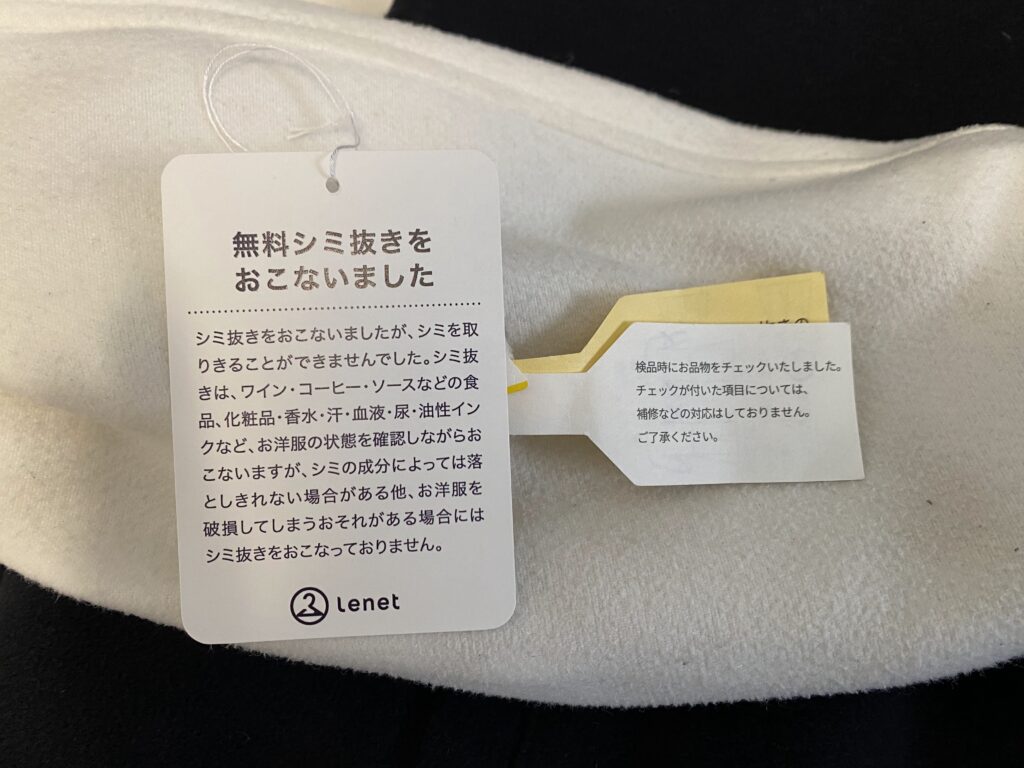 無料シミ抜きを
おこないました
シミ抜きをおこないましたが、シミを取
りきることができませんでした。シミ抜
きは、ワイン・コーヒー・ソースなどの食
品、化粧品・香水・汗・血液・尿・油性イン
クなど、お洋服の状態を確認しながらお
こないますが、シミの成分によっては落
としきれない場合がある他、お洋服を
破損してしまうおそれがある場合には
シミ抜きをおこなっておりません。
Lenet
検品時にお品物をチェックいたしました。
チェックが付いた項目については、
補修などの対応はしておりません。
ご了承ください。